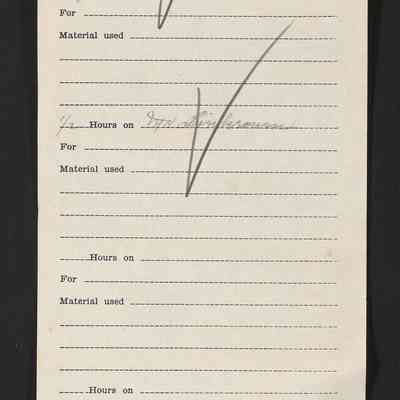 For
Material used
1/2 Hours on
For
Material used
Hours on
For
Material used
Hours on